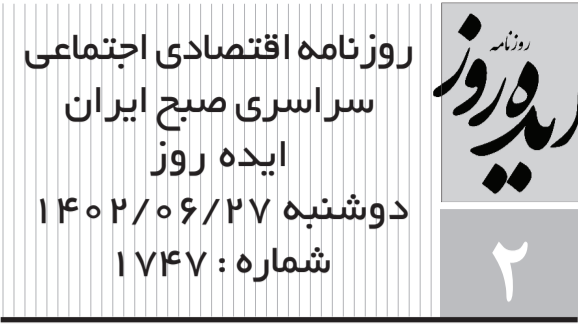 روزنامه
ایده روز
۲
روزنامه اقتصادی اجتماعی
سراسری صبح ایران
ایده روز
دوشنبه ۱۴۰۲/۰۶/۲۷
شماره : ۱۷۴۷